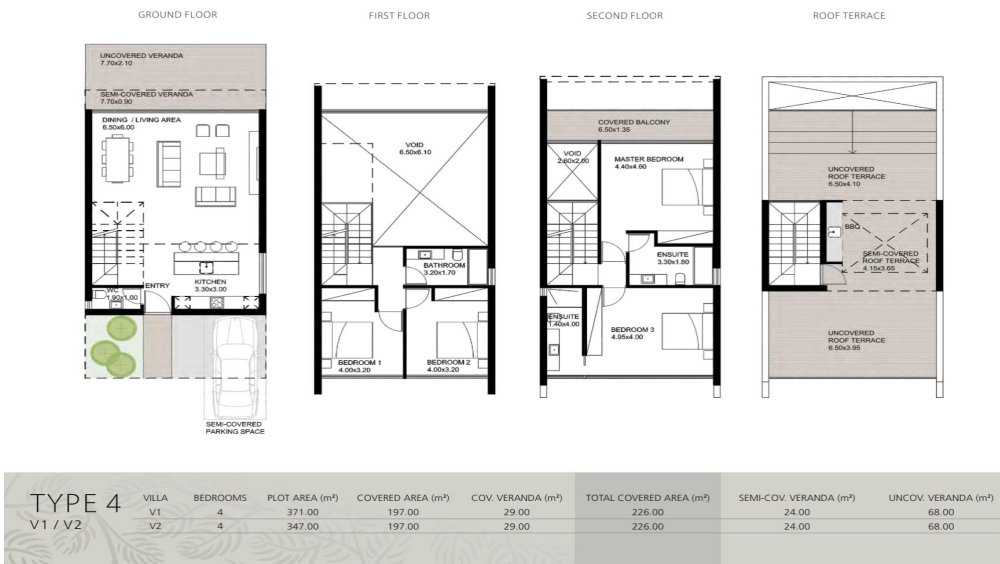 GROUND FLOOR
FIRST FLOOR
SECOND FLOOR
ROOF TERRACE
UNCOVERED VERANDA
7.70x2.10
SEMI-COVERED VERANDA
7.70x0.90
DINING / LIVING AREA
6.50x6.00
WC
1.90x1.00
ENTRY
KITCHEN
3.30x3.00
SEMI-COVERED
PARKING SPACE
VOID
6.50x6.10
BATHROOM
3.20x1.70
BEDROOM 1
4.00x3.20
BEDROOM 2
4.00x3.20
COVERED BALCONY
6.50x1.35
VOID
2.60x2.00
MASTER BEDROOM
4.40x4.60
ENSUITE
3.30x1.80
ENSUITE
1.40x4.00
BEDROOM 3
4.95x4.00
UNCOVERED
ROOF TERRACE
6.50x4.10
BBQ
SEMI-COVERED
ROOF TERRACE
4.15x3.65
UNCOVERED
ROOF TERRACE
6.50x3.95
TYPE 4
V1 / V2
VILLA BEDROOMS PLOT AREA (m²) COVERED AREA (m²) COV. VERANDA (m²) TOTAL COVERED AREA (m²) SEMI-COV. VERANDA (m²) UNCOV. VERANDA (m²)
V1 4 371.00 197.00 29.00 226.00 24.00 68.00
V2 4 347.00 197.00 29.00 226.00 24.00 68.00